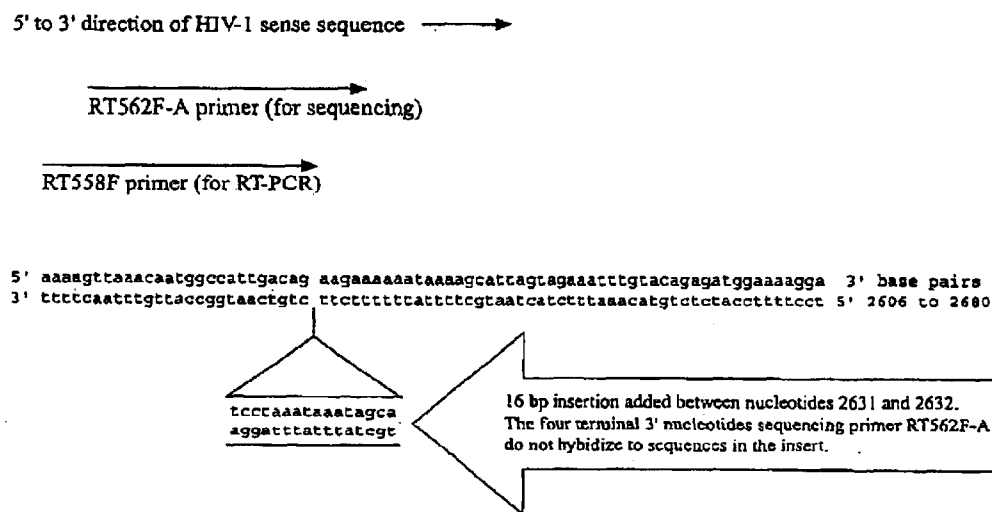 5' to 3' direction of HIV-1 sense sequence
RT562F-A primer (for sequencing)
RT558F primer (for RT-PCR)
5' aaaagttaaacaatggccattgacag aagaaaaaataaaagcattagtagaaatttgtacagagatggaaaagga 3' base pairs
3' ttttcaatttgttaccggtaactgtc ttcttttttattttcgtaatcatctttaaacatgtctctaccttttcct 5' 2606 to 2680
tcctaaataaatagca
aggatttatttatcgt
16 bp insertion added between nucleotides 2631 and 2632.
The four terminal 3' nucleotides sequencing primer RT562F-A
do not hybidize to sequences in the insert.